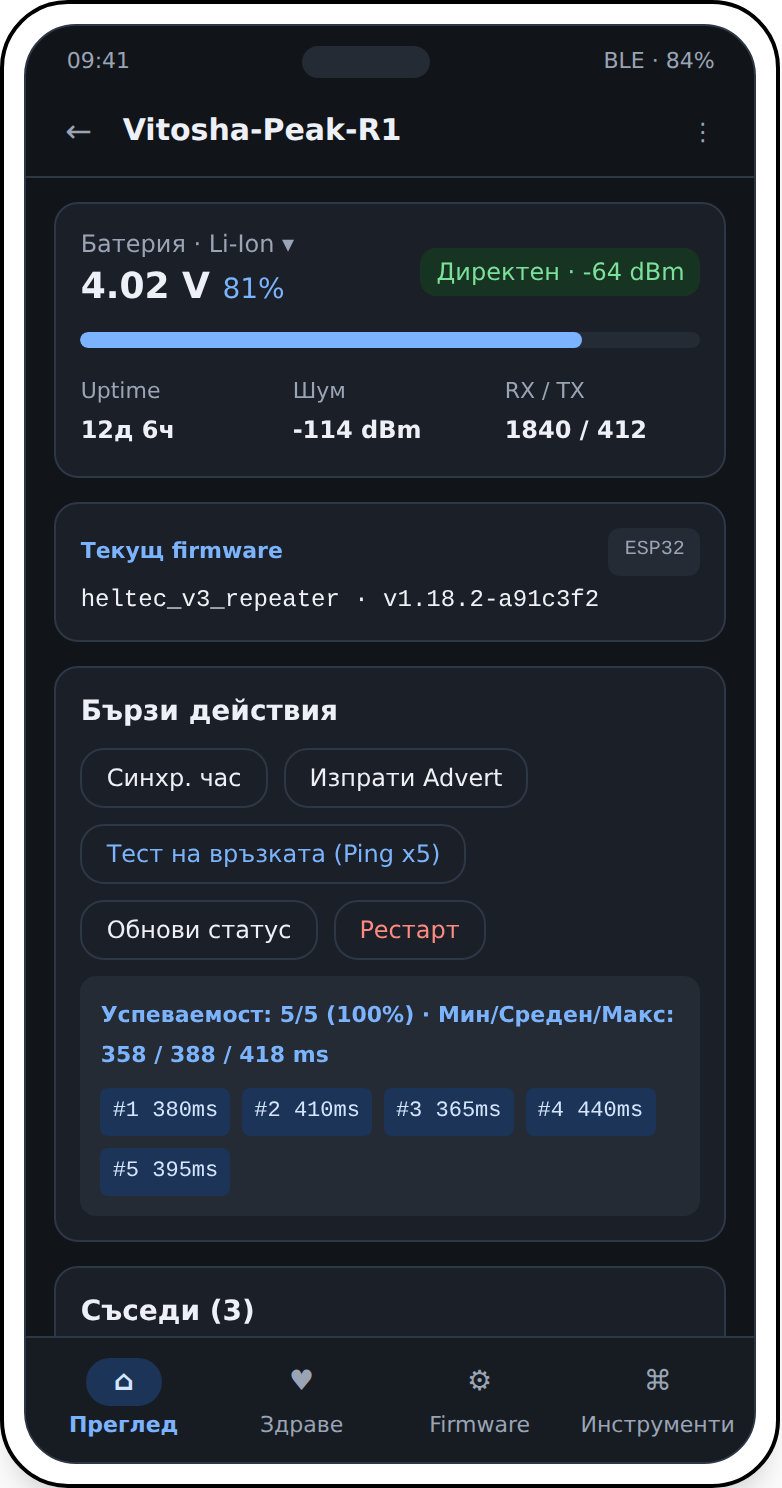 09:41 BLE · 84%
← Vitosha-Peak-R1 ⋮
Батерия · Li-Ion ▾
4.02 V 81%
Директен · -64 dBm
Uptime Шум RX / TX
12д 6ч -114 dBm 1840 / 412
Текущ firmware ESP32
heltec_v3_repeater · v1.18.2-a91c3f2
Бързи действия
Синхр. час Изпрати Advert
Тест на връзката (Ping x5)
Обнови статус Рестарт
Успеваемост: 5/5 (100%) · Мин/Среден/Макс:
358 / 388 / 418 ms
#1 380ms #2 410ms #3 365ms #4 440ms
#5 395ms
Съседи (3)
⌂ ♥ ⚙ ⌘
Преглед Здраве Firmware Инструменти